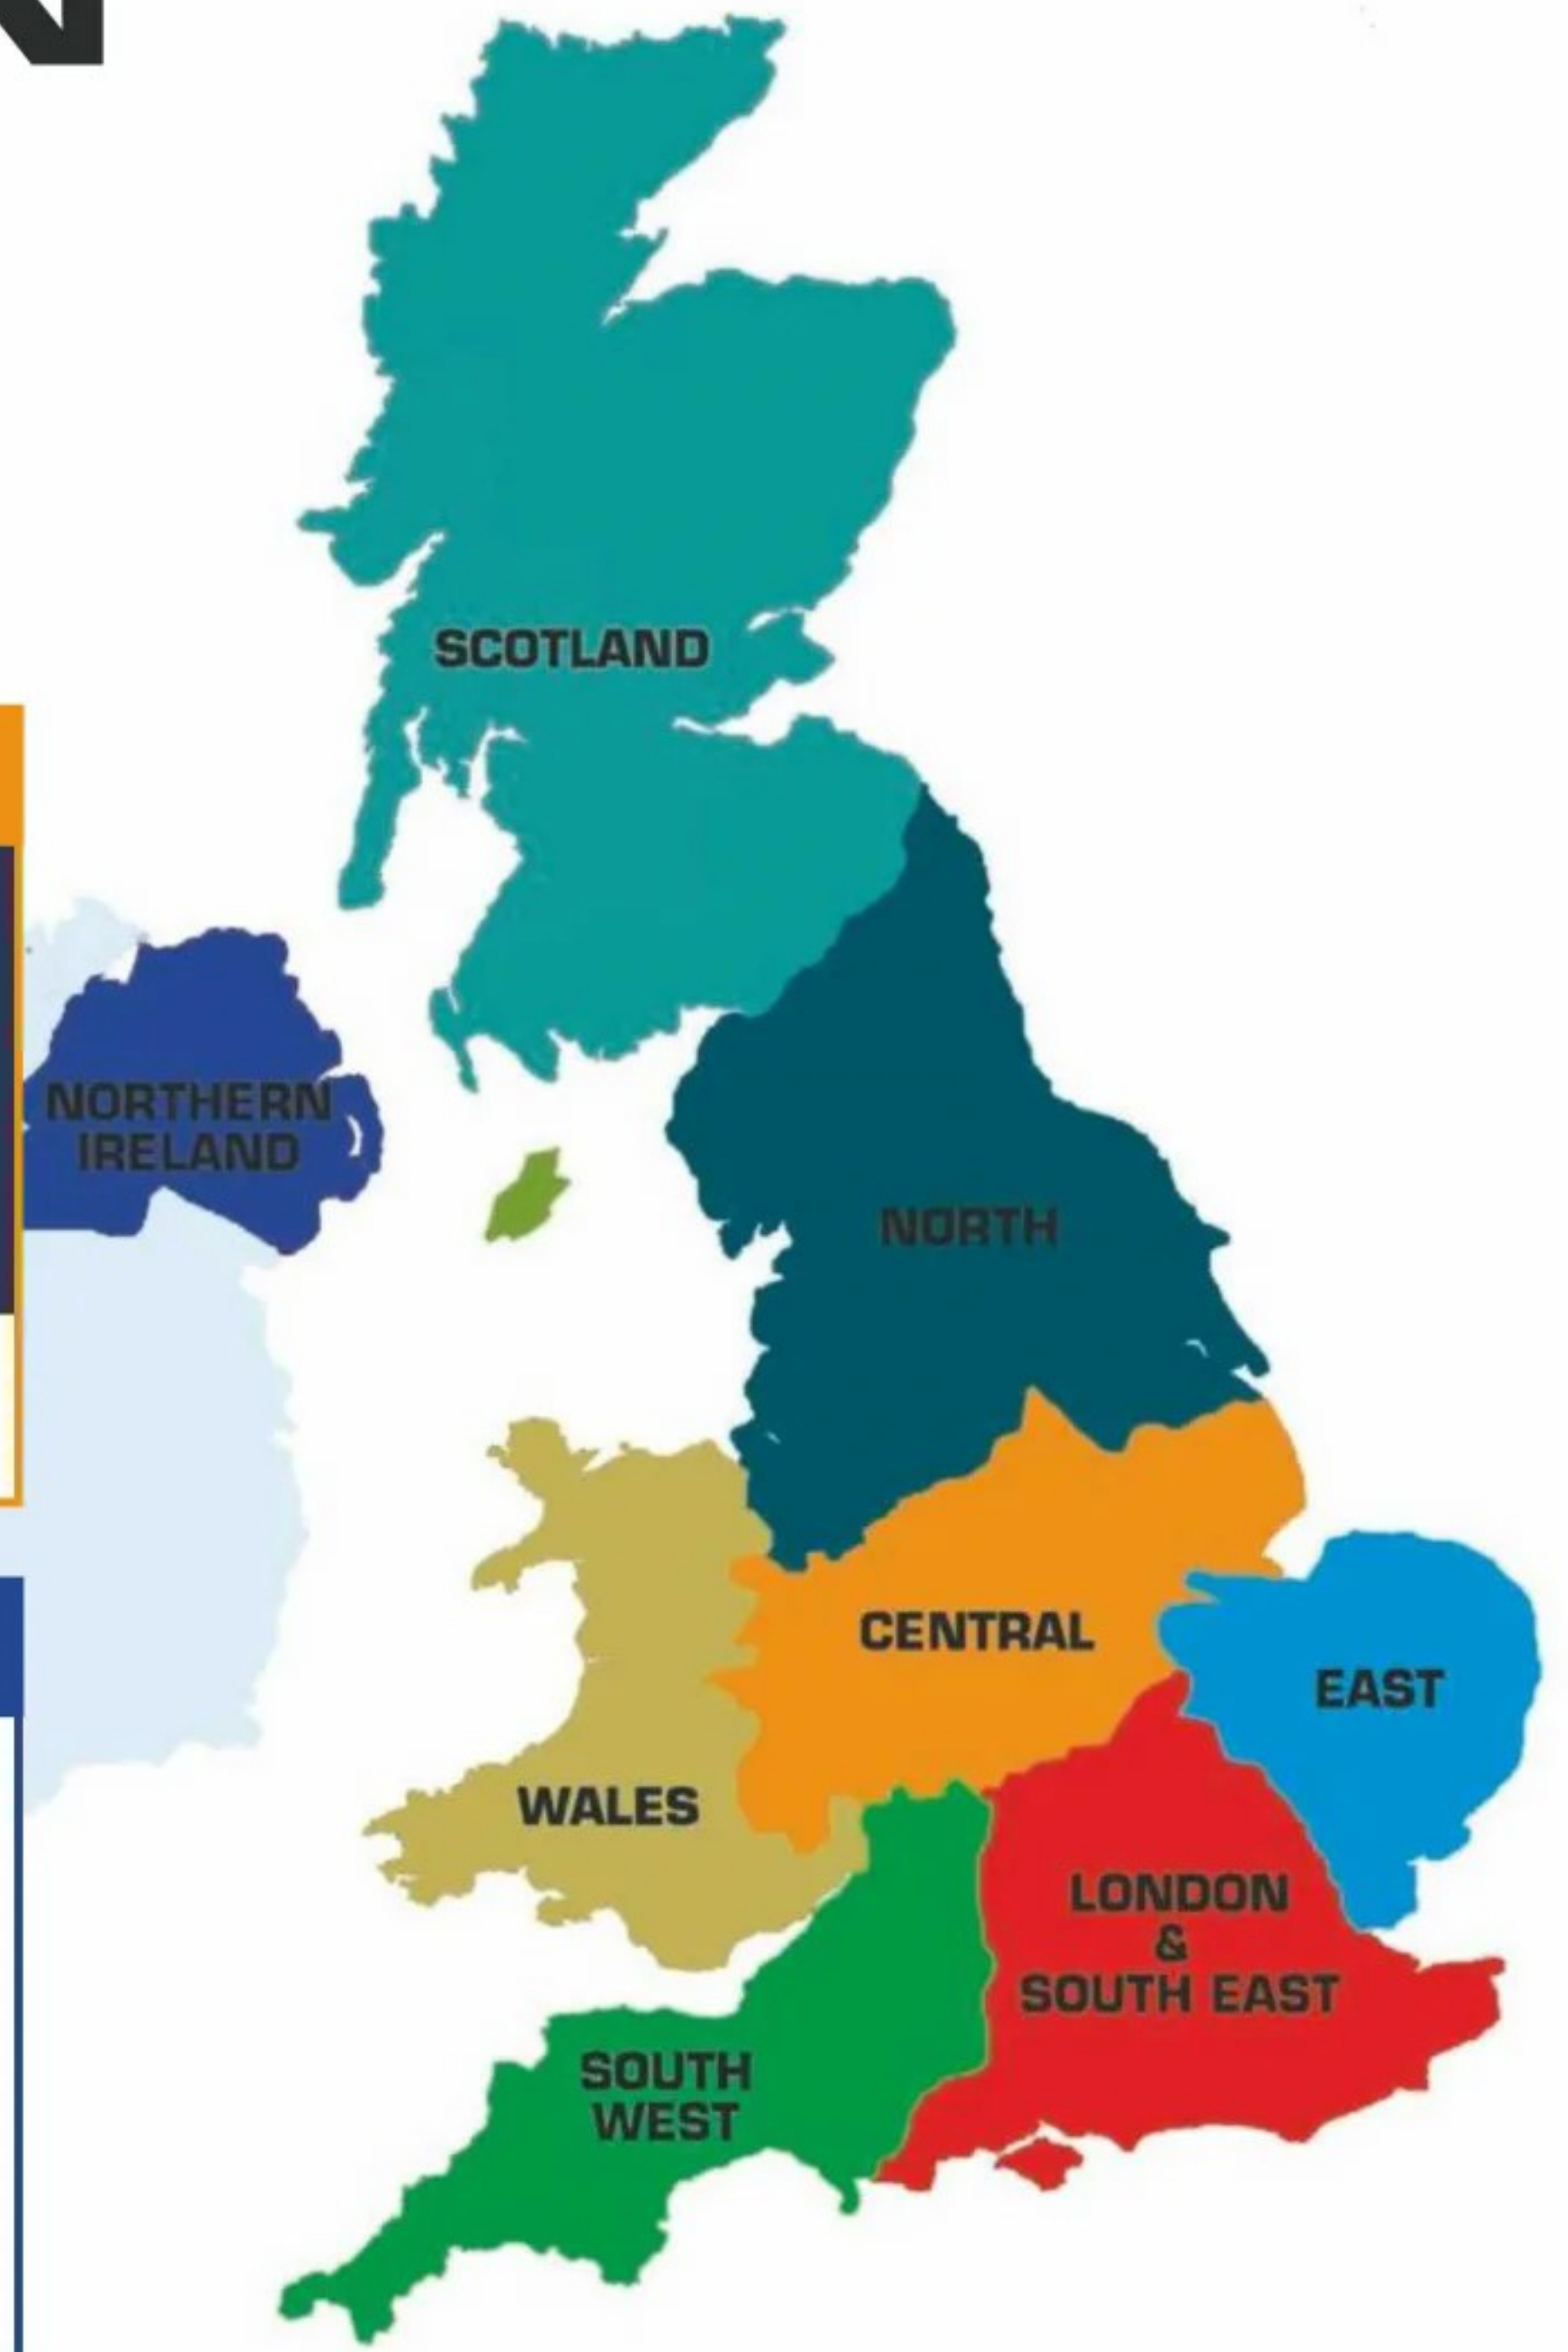 N
SCOTLAND
NORTHERN
IRELAND
NORTH
CENTRAL
EAST
WALES
LONDON
&
SOUTH EAST
SOUTH
WEST